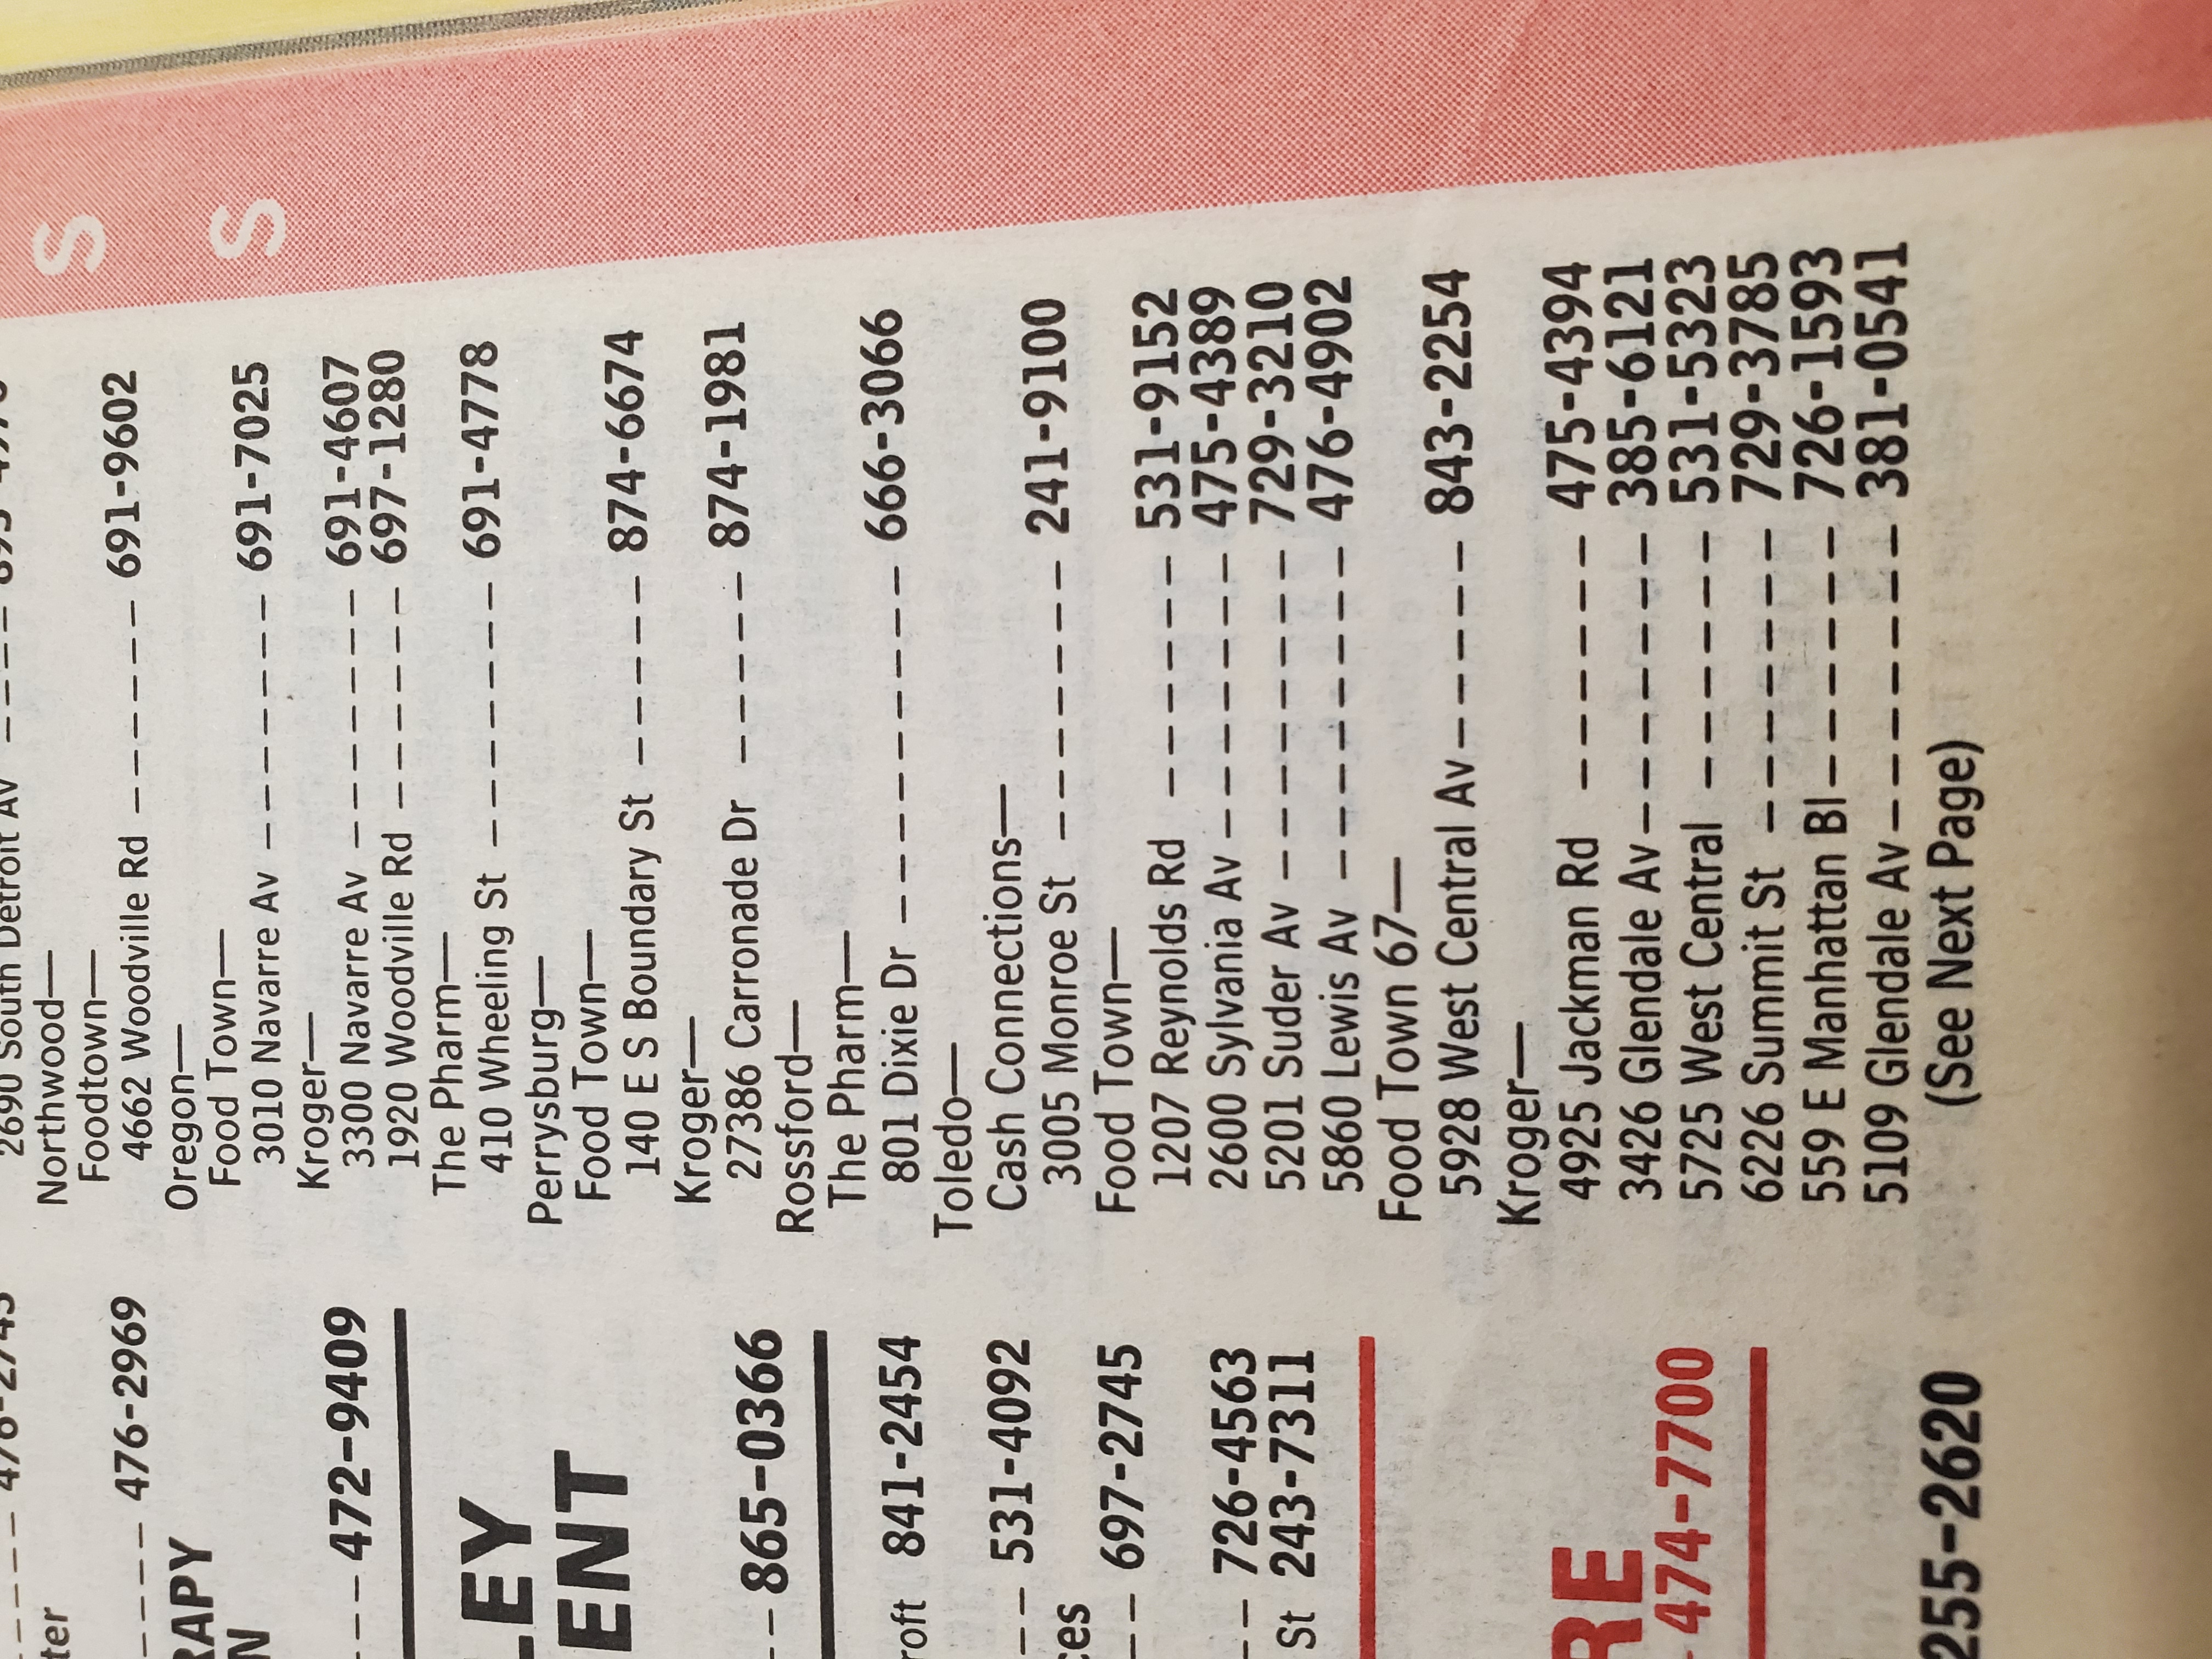 476-2969
RAPY
N
472-9409
LEY
ENT
865-0366
841-2454
531-4092
697-2745
726-4563
St 243-7311
RE
474-7700
255-2620
2690 South Detroit Av
Northwood—
Foodtown—
4662 Woodville Rd ------- 691-9602
Oregon—
Food Town—
3010 Navarre Av --------- 691-7025
Kroger—
3300 Navarre Av --------- 691-4607
1920 Woodville Rd -------- 697-1280
The Pharm—
410 Wheeling St --------- 691-4778
Perrysburg—
Food Town—
140 E S Boundary St ------ 874-6674
Kroger—
27386 Carronade Dr ------ 874-1981
Rossford—
The Pharm—
801 Dixie Dr ----------- 666-3066
Toledo—
Cash Connections—
3005 Monroe St -------- 241-9100
Food Town—
1207 Reynolds Rd ------- 531-9152
2600 Sylvania Av -------- 475-4389
5201 Suder Av --------- 729-3210
5860 Lewis Av --------- 476-4902
Food Town 67—
5928 West Central Av------ 843-2254
Kroger—
4925 Jackman Rd ------- 475-4394
3426 Glendale Av-------- 385-6121
5725 West Central ------- 531-5323
6226 Summit St -------- 729-3785
559 E Manhattan Bl------- 726-1593
5109 Glendale Av-------- 381-0541
(See Next Page)
S
S